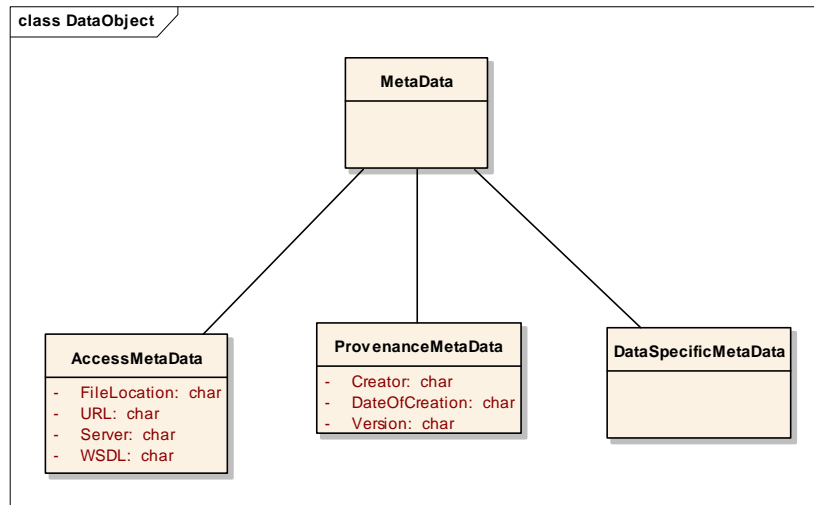 class DataObject
MetaData
AccessMetaData
- FileLocation: char
- URL: char
- Server: char
- WSDL: char
ProvenanceMetaData
- Creator: char
- DateOfCreation: char
- Version: char
DataSpecificMetaData